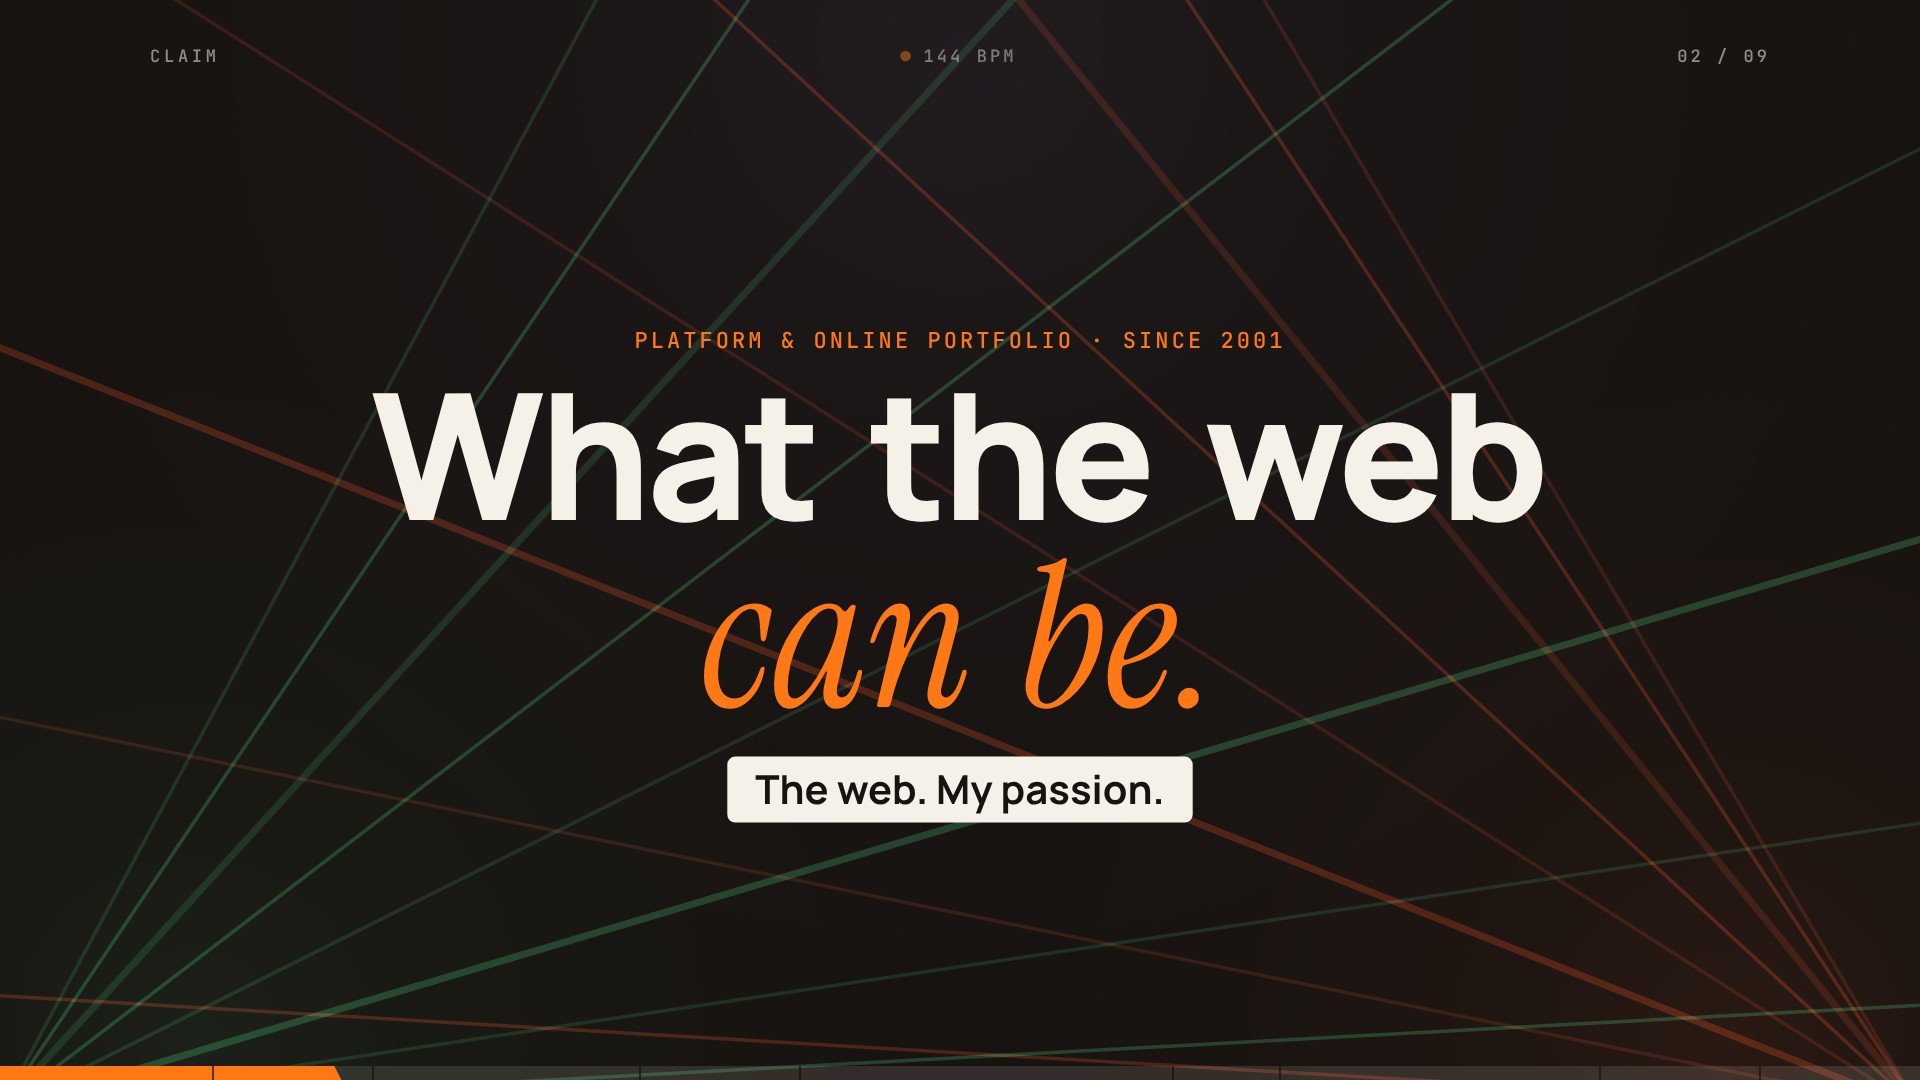 CLAIM
144 BPM
02 / 09
PLATFORM & ONLINE PORTFOLIO · SINCE 2001
What the web
can be.
The web. My passion.